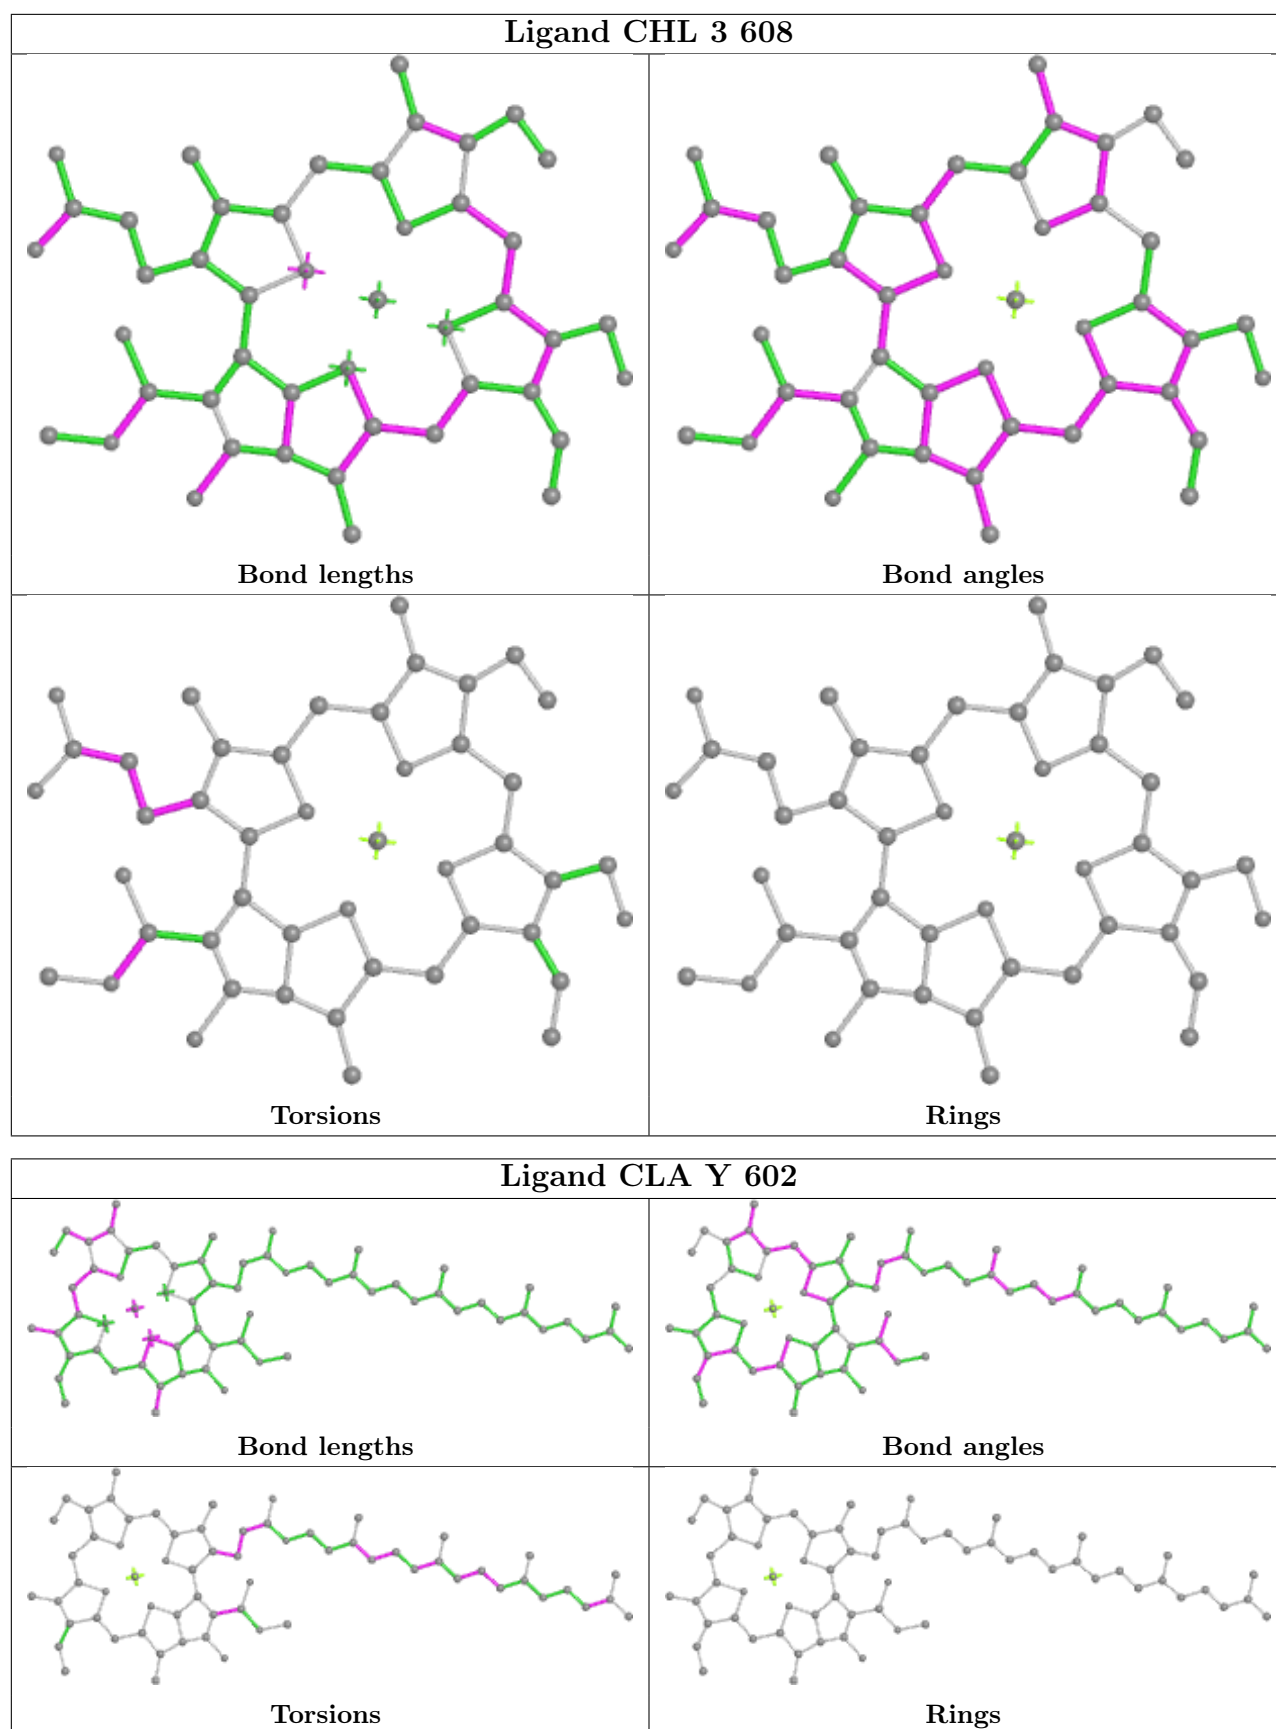 Ligand CHL 3 608
Bond lengths
Bond angles
Torsions
Rings
Ligand CLA Y 602
Bond lengths
Bond angles
Torsions
Rings